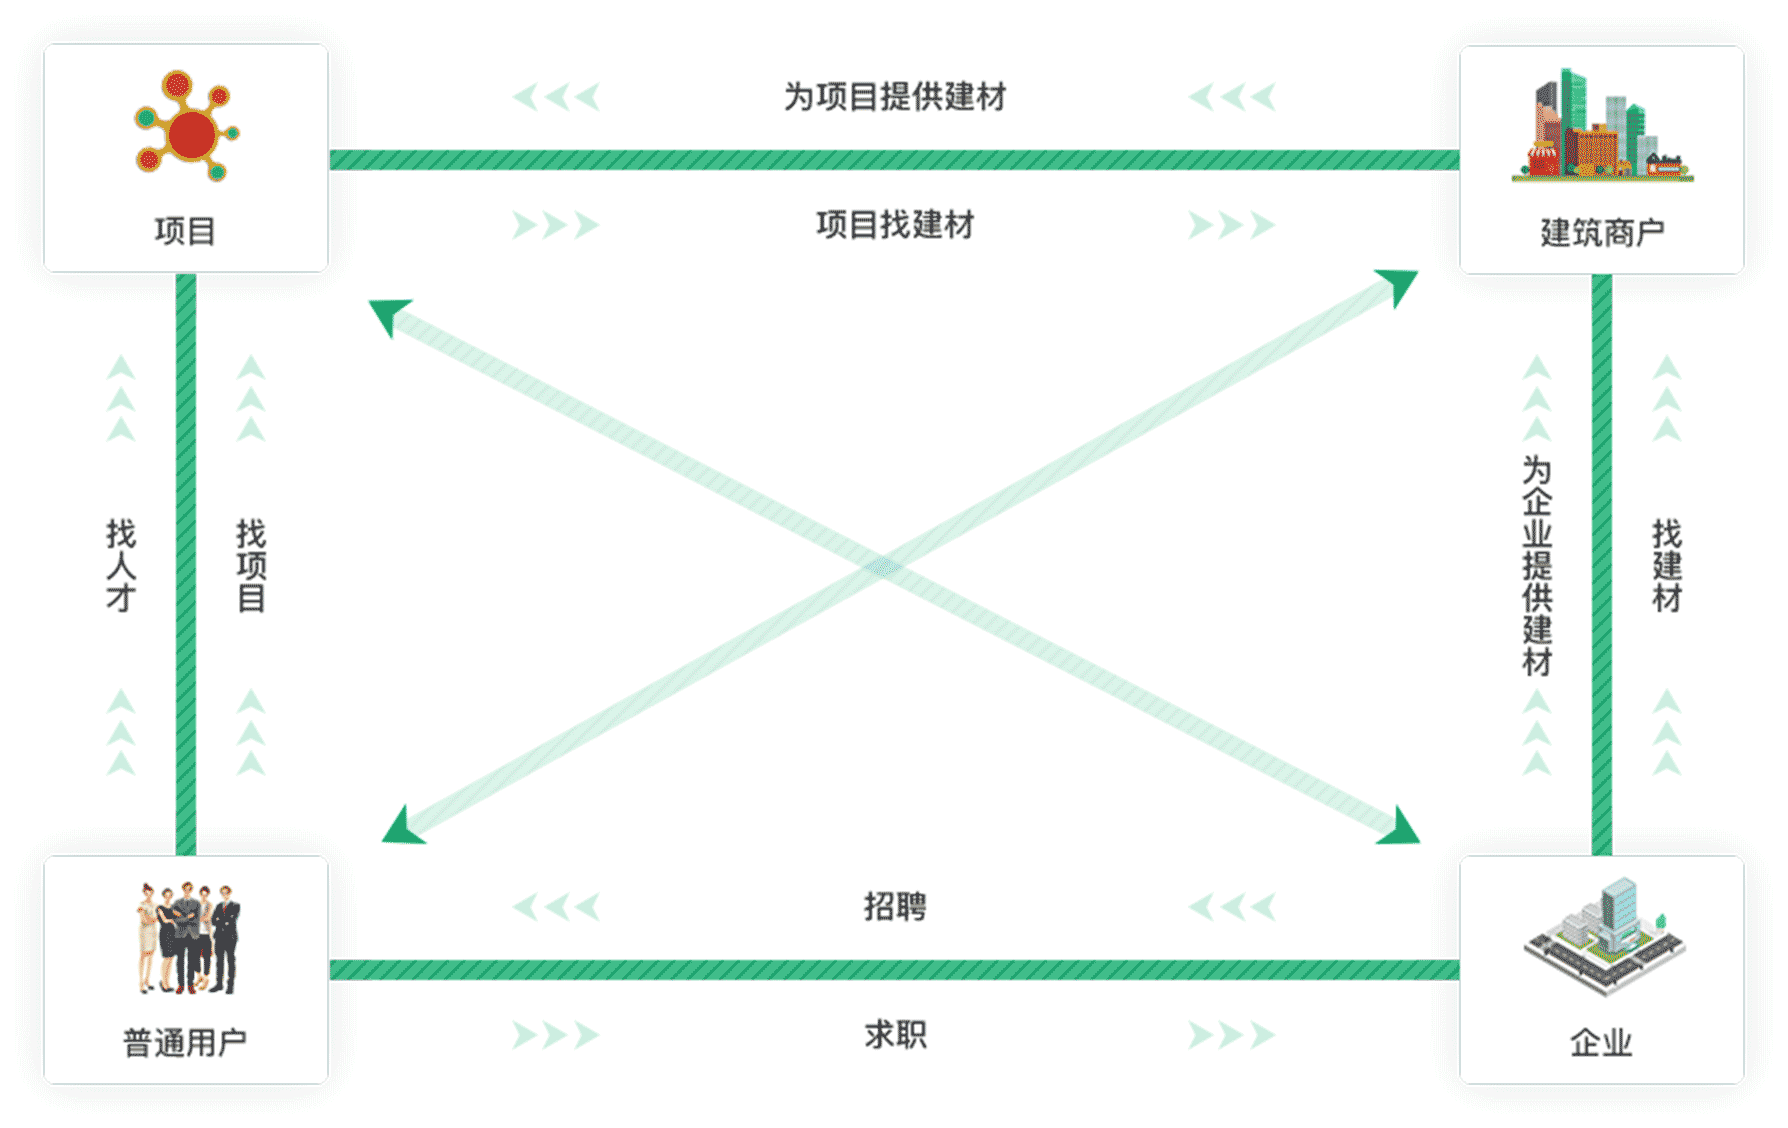 为项目提供建材
项目
项目找建材
建筑商户
找人才
找项目
为企业提供建材
找建材
招聘
普通用户
求职
企业